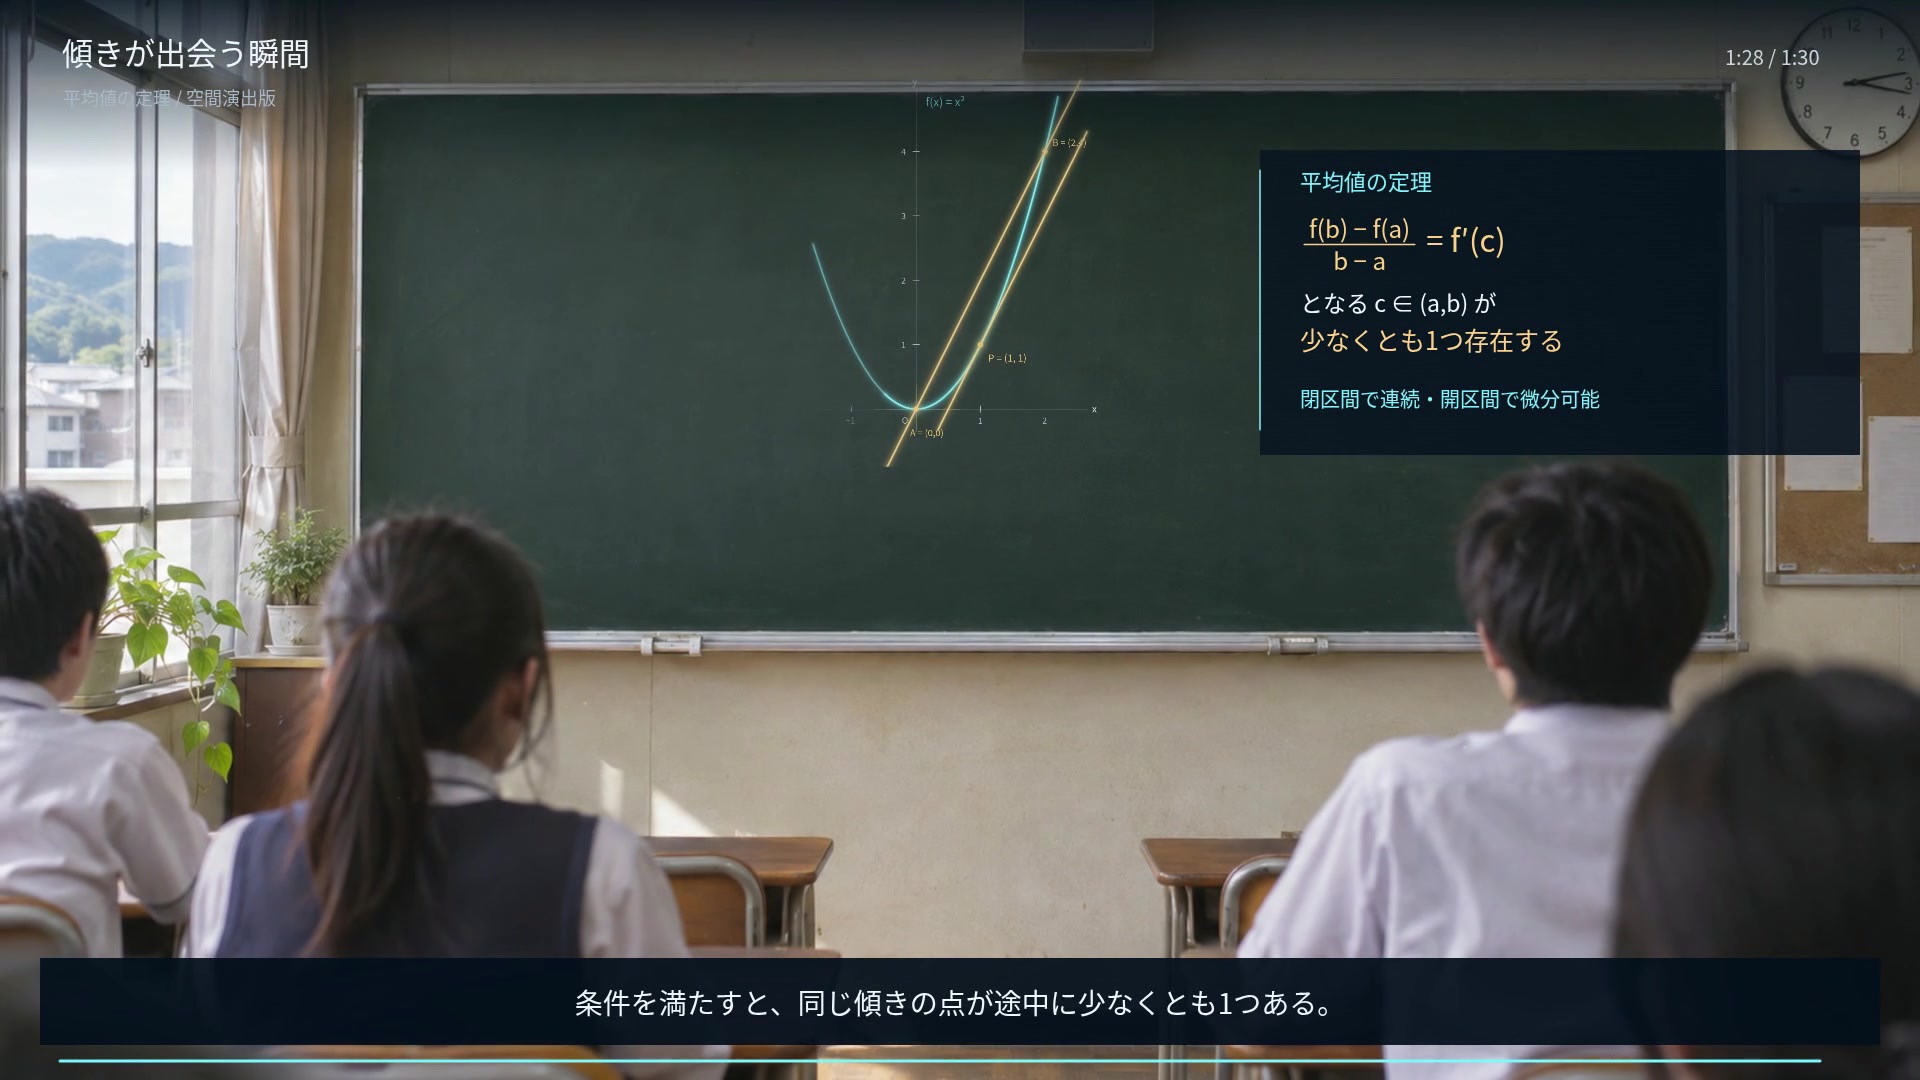 傾きが出会う瞬間
平均値の定理 / 空間演出版
1:28 / 1:30
12
1
2
3
4
5
6
7
8
9
11
y
f(x) = x²
B = (2,4)
4
3
2
1
P = (1, 1)
x
−1
O
1
2
A = (0,0)
平均値の定理
f(b) − f(a)
b − a
= f′(c)
となる c ∈ (a,b) が
少なくとも1つ存在する
閉区間で連続・開区間で微分可能
条件を満たすと、同じ傾きの点が途中に少なくとも1つある。